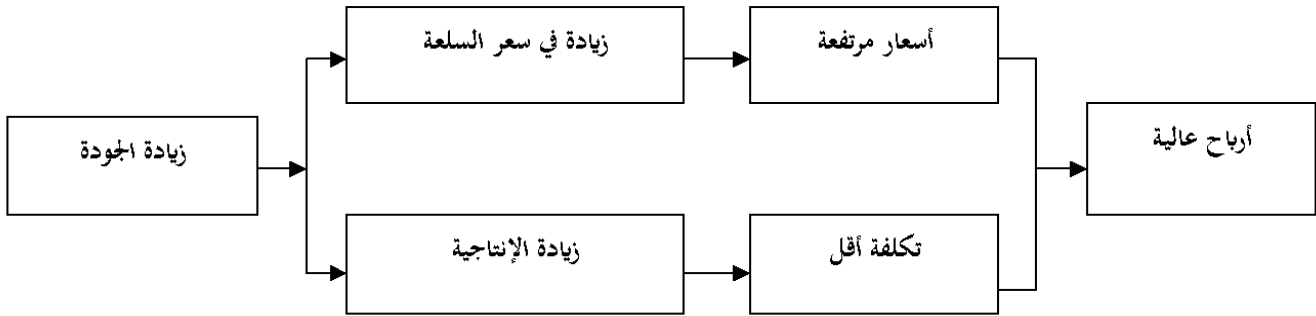 زيادة في سعر السلعة
أسعار مرتفعة
زيادة الجودة
أرباح عالية
زيادة الإنتاجية
تكلفة أقل